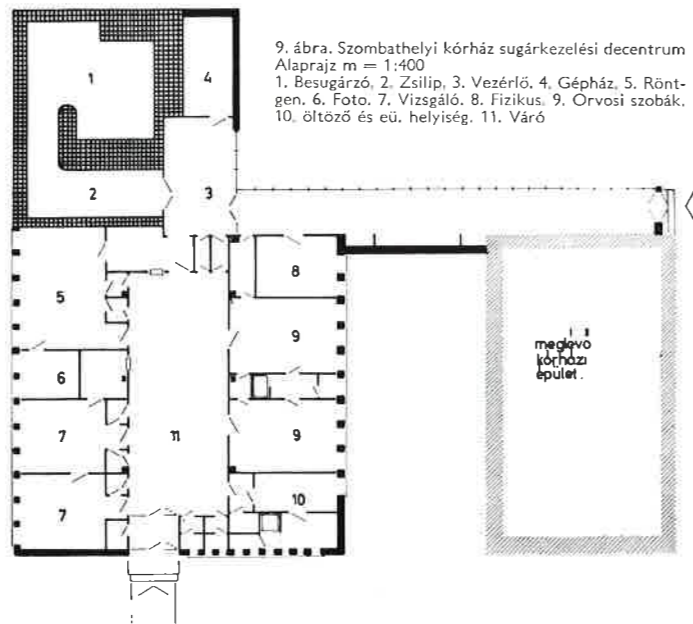 9. ábra. Szombathelyi kórház sugárkezelési decentrum
Alaprajz m = 1:400
1. Besugárzó, 2. Zsilip, 3. Vezérlő. 4. Gépház, 5. Rönt-
gen. 6. Foto. 7. Vizsgáló. 8. Fizikus. 9. Orvosi szobák.
10. öltöző és eü. helyiség. 11. Váró
1
4
2
3
5
8
9
6
7
11
9
10
7
meglevő
kórházi
épület.